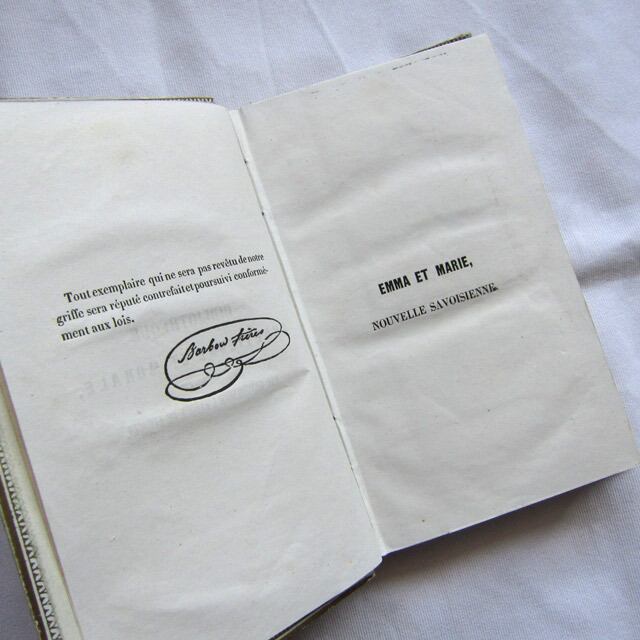 Tout exemplaire qui ne sera pas revêtu de notre
griffe sera réputé contrefait et poursuivi conformé-
ment aux lois.
Barbou Frères
EMMA ET MARIE,
NOUVELLE SAVOISIENNE